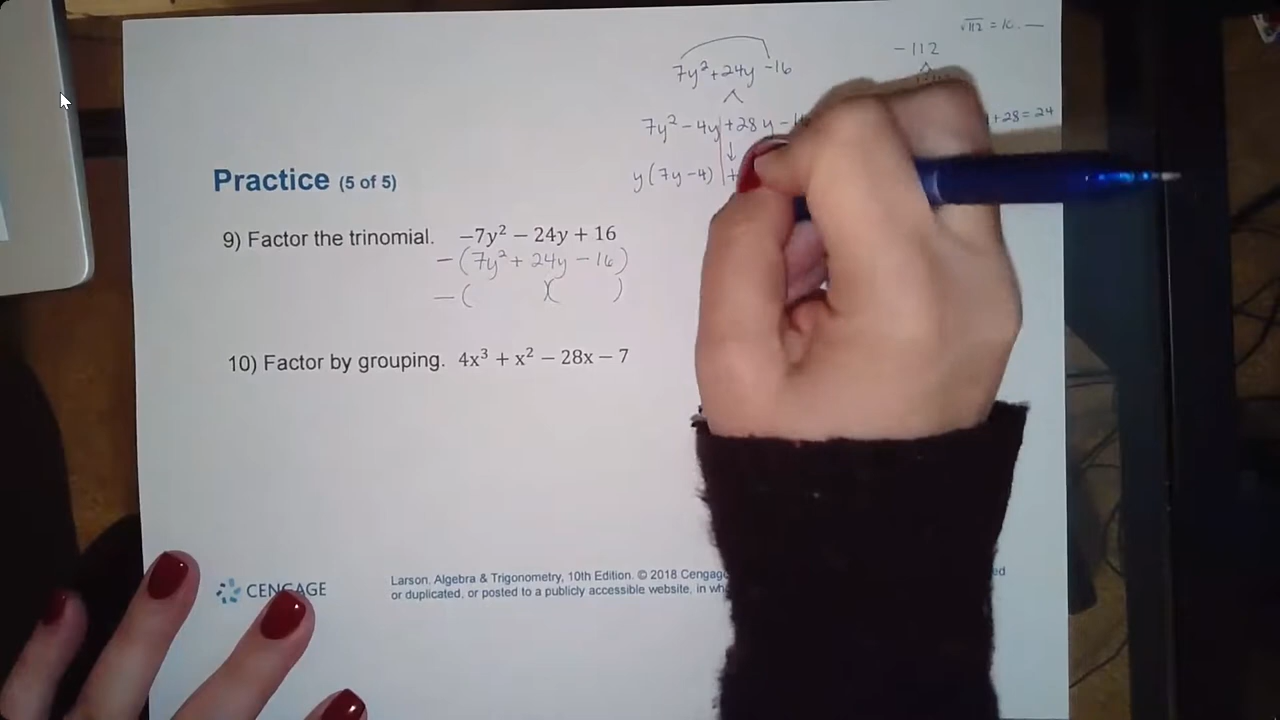 √112 = 10.
-112
7y² + 24y - 16
7y² - 4y + 28y -
+28 = 24
y(7y - 4) +
Practice (5 of 5)
9) Factor the trinomial. −7y² − 24y + 16
-(7y² + 24y - 16)
-( )( )
10) Factor by grouping. 4x³ + x² − 28x − 7
CENGAGE
Larson, Algebra & Trigonometry, 10th Edition. © 2018 Cengage
or duplicated, or posted to a publicly accessible website, in